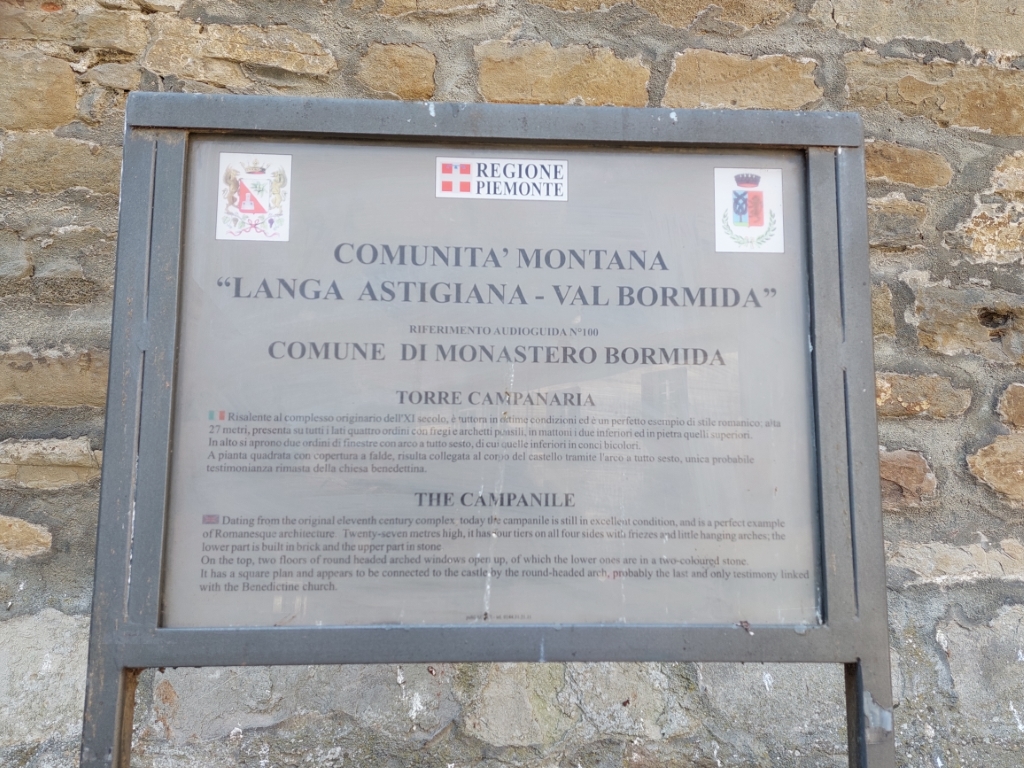 REGIONE
PIEMONTE
COMUNITA' MONTANA
“LANGA ASTIGIANA - VAL BORMIDA”
RIFERIMENTO AUDIOGUIDA N°100
COMUNE DI MONASTERO BORMIDA
TORRE CAMPANARIA
Risalente al complesso originario dell'XI secolo, è tuttora in ottime condizioni ed è un perfetto esempio di stile romanico; alta
27 metri, presenta su tutti i lati quattro ordini con fregi e archetti pensili, in mattoni i due inferiori ed in pietra quelli superiori.
In alto si aprono due ordini di finestre con arco a tutto sesto, di cui quelle inferiori in conci bicolori.
A pianta quadrata con copertura a falde, risulta collegata al corpo del castello tramite l'arco a tutto sesto, unica probabile
testimonianza rimasta della chiesa benedettina.
THE CAMPANILE
Dating from the original eleventh century complex, today the campanile is still in excellent condition, and is a perfect example
of Romanesque architecture. Twenty-seven metres high, it has four tiers on all four sides with friezes and little hanging arches; the
lower part is built in brick and the upper part in stone.
On the top, two floors of round headed arched windows open up, of which the lower ones are in a two-coloured stone.
It has a square plan and appears to be connected to the castle by the round-headed arch, probably the last and only testimony linked
with the Benedictine church.